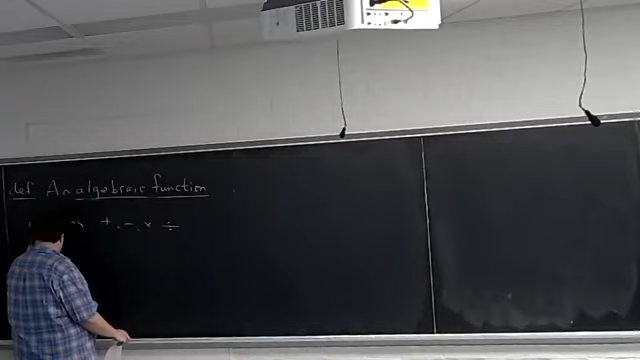 def An algebraic function
+, -, × ÷